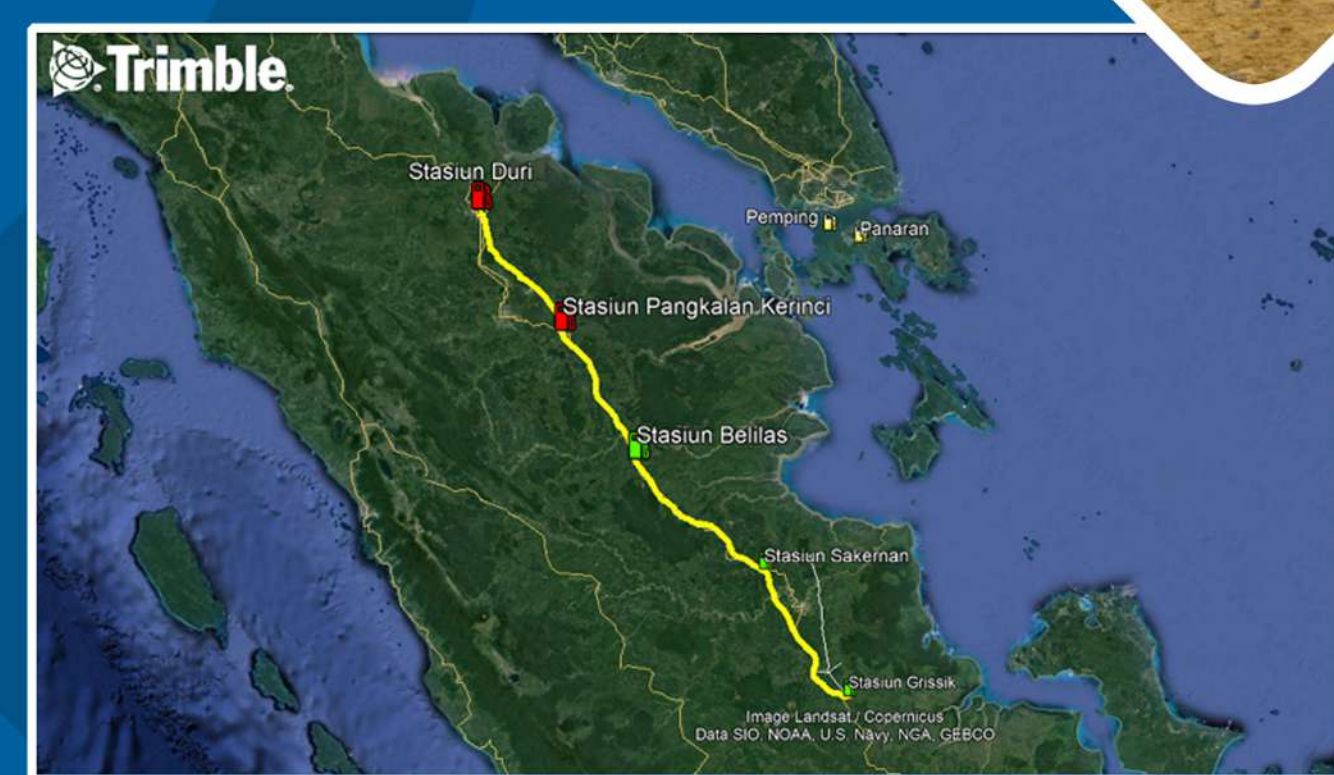 Trimble.
Stasiun Duri
Pemping
Panaran
Stasiun Pangkalan Kerinci
Stasiun Belilas
Stasiun Sakernan
Stasiun Grissik
Image Landsat / Copernicus
Data SIO, NOAA, U.S. Navy, NGA, GEBCO